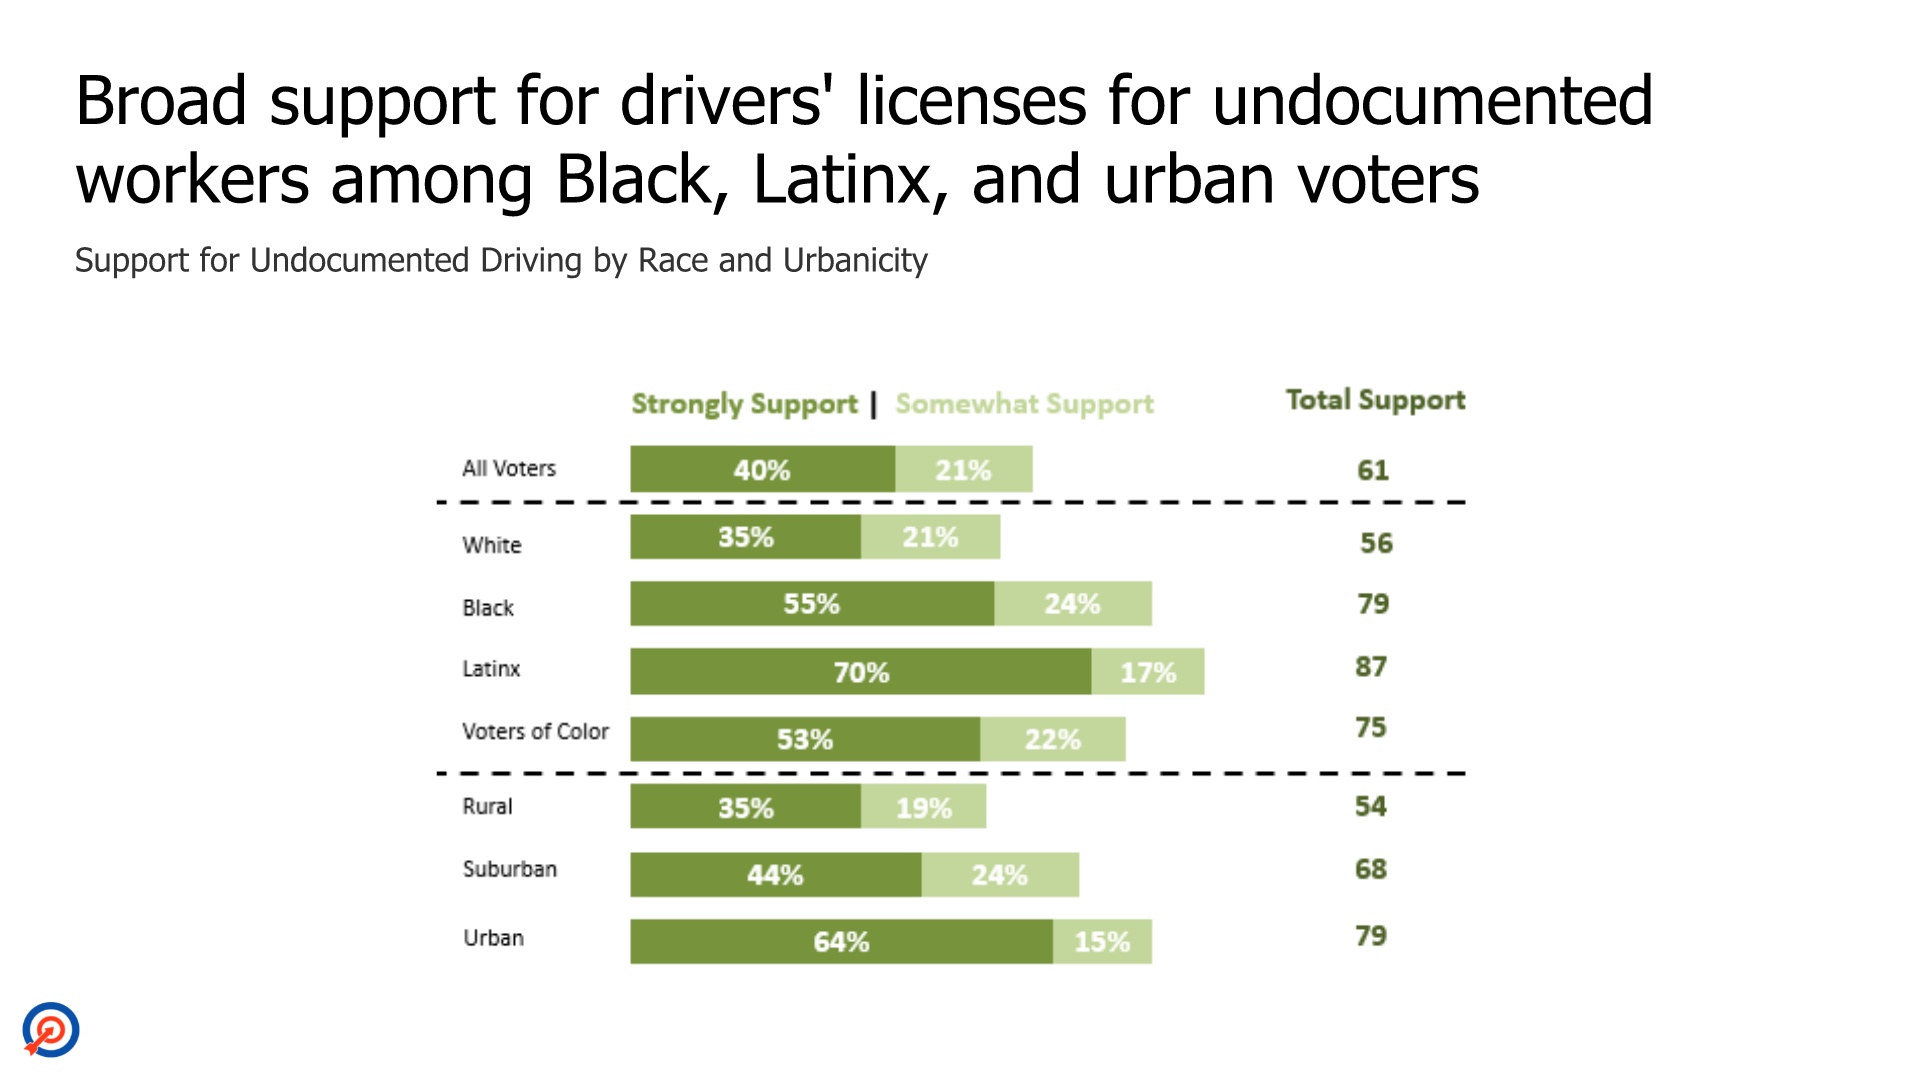 Broad support for drivers' licenses for undocumented
workers among Black, Latinx, and urban voters
Support for Undocumented Driving by Race and Urbanicity
Strongly Support | Somewhat Support Total Support
All Voters 40% 21% 61
White 35% 21% 56
Black 55% 24% 79
Latinx 70% 17% 87
Voters of Color 53% 22% 75
Rural 35% 19% 54
Suburban 44% 24% 68
Urban 64% 15% 79